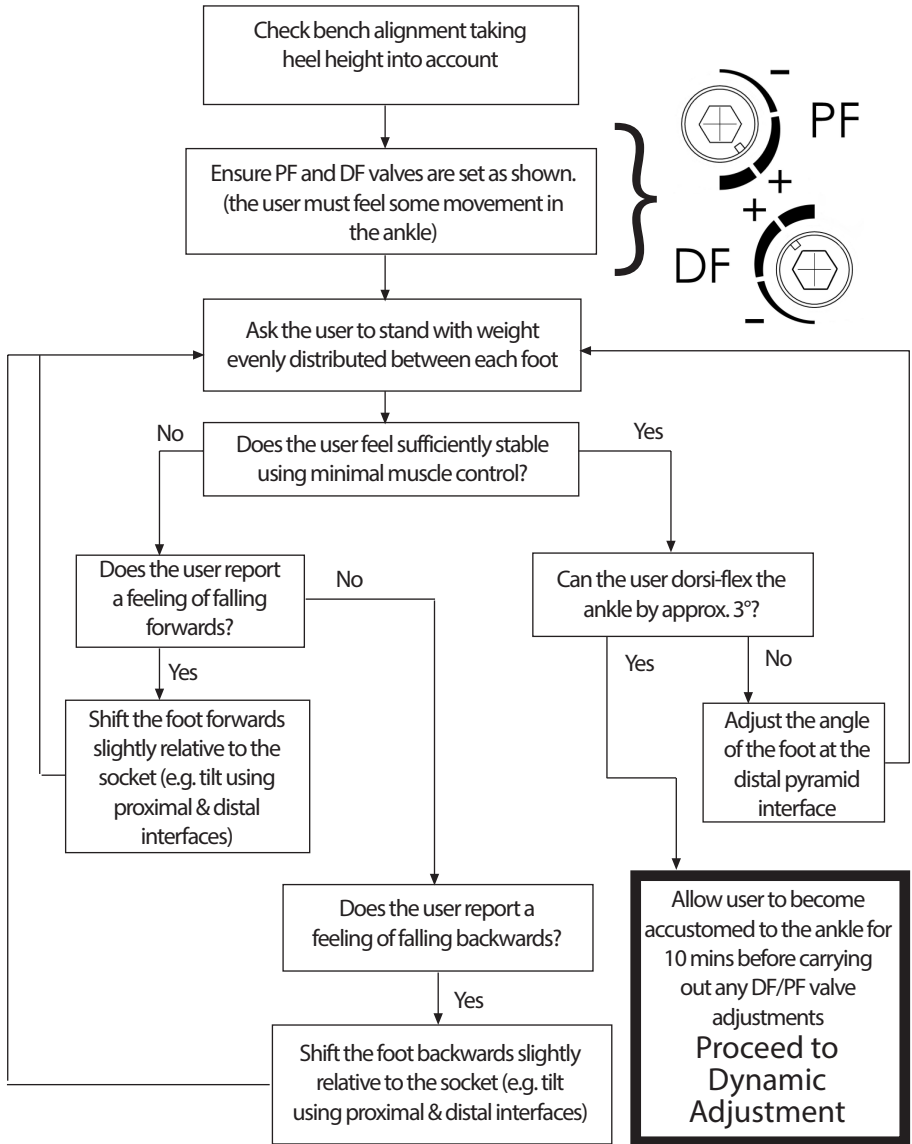 Check bench alignment taking
heel height into account
Ensure PF and DF valves are set as shown.
(the user must feel some movement in
the ankle)
-
PF
+
+
DF
-
Ask the user to stand with weight
evenly distributed between each foot
No
Does the user feel sufficiently stable
using minimal muscle control?
Yes
Does the user report
a feeling of falling
forwards?
No
Yes
Shift the foot forwards
slightly relative to the
socket (e.g. tilt using
proximal & distal
interfaces)
Can the user dorsi-flex the
ankle by approx. 3°?
Yes
No
Adjust the angle
of the foot at the
distal pyramid
interface
Does the user report a
feeling of falling backwards?
Yes
Shift the foot backwards slightly
relative to the socket (e.g. tilt
using proximal & distal interfaces)
Allow user to become
accustomed to the ankle for
10 mins before carrying
out any DF/PF valve
adjustments
Proceed to
Dynamic
Adjustment